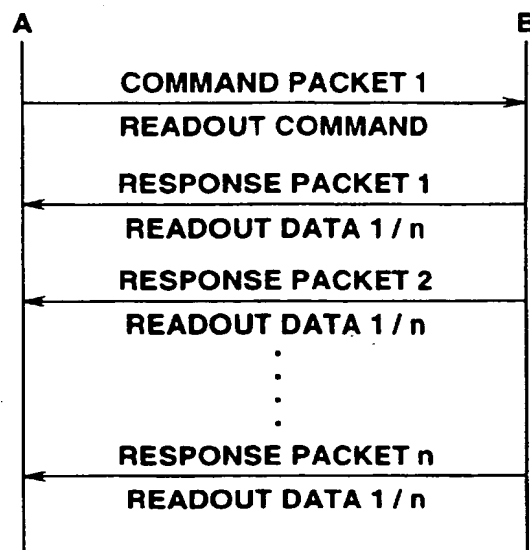 A B
COMMAND PACKET 1
READOUT COMMAND
RESPONSE PACKET 1
READOUT DATA 1 / n
RESPONSE PACKET 2
READOUT DATA 1 / n
RESPONSE PACKET n
READOUT DATA 1 / n